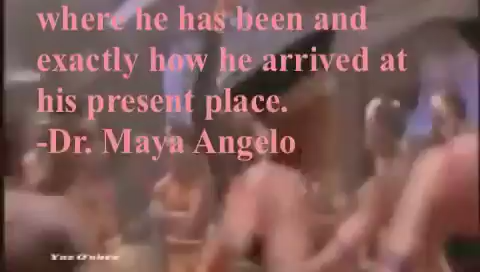 where he has been and
exactly how he arrived at
his present place.
-Dr. Maya Angelo